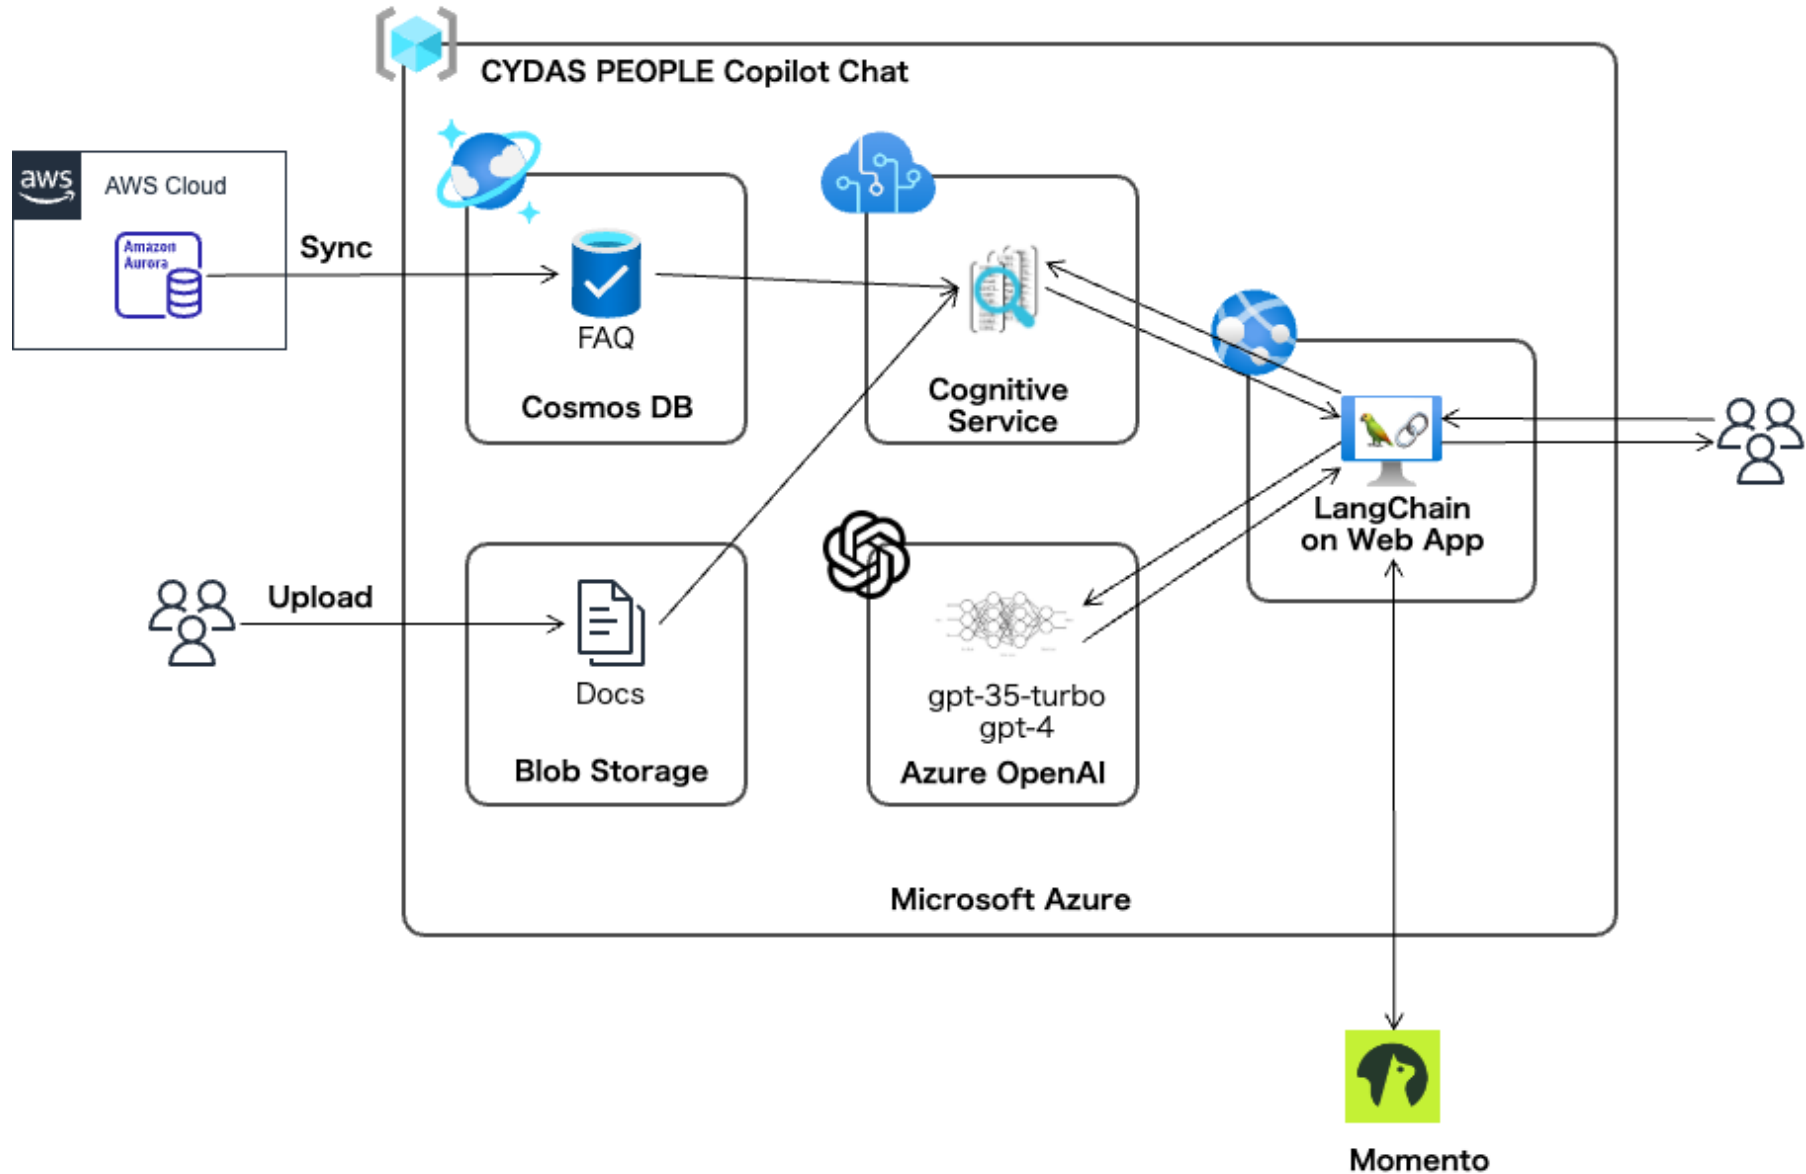 CYDAS PEOPLE Copilot Chat
aws
AWS Cloud
Amazon
Aurora
Sync
FAQ
Cosmos DB
Cognitive
Service
LangChain
on Web App
Upload
Docs
Blob Storage
gpt-35-turbo
gpt-4
Azure OpenAI
Microsoft Azure
Momento